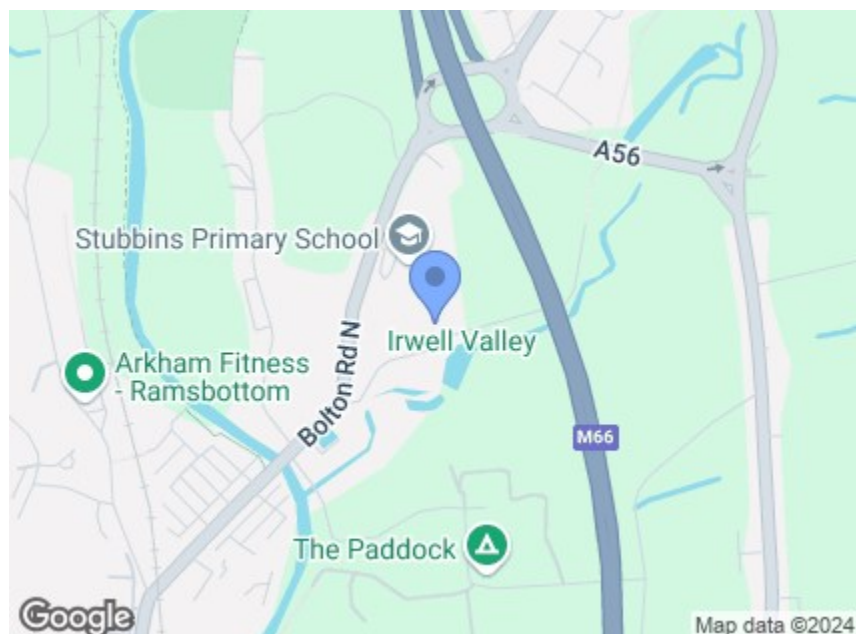 A56
Stubbins Primary School
Irwell Valley
Bolton Rd N
Arkham Fitness
- Ramsbottom
M66
The Paddock
Google
Map data ©2024